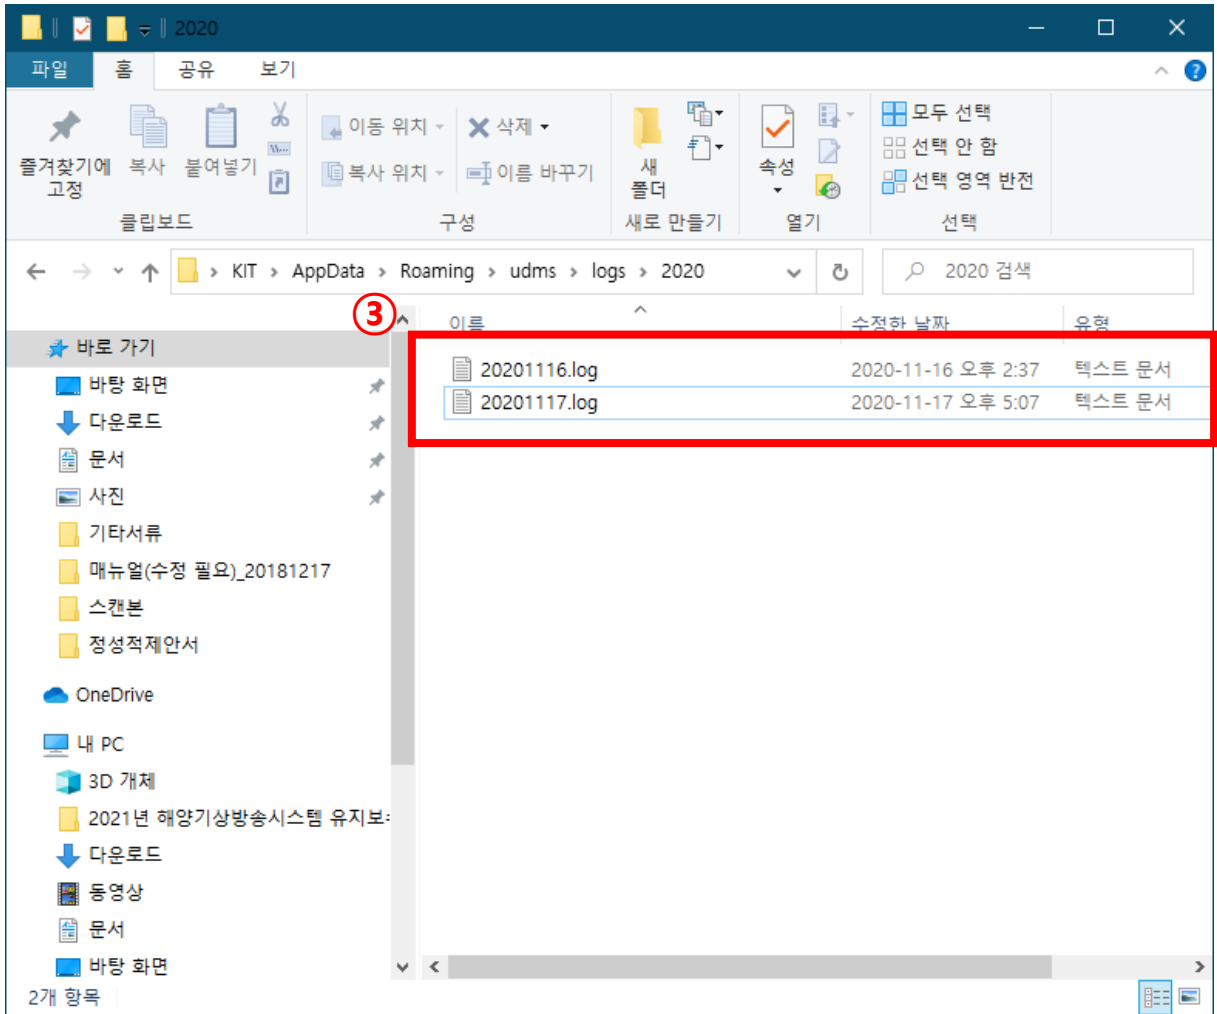 2020
파일 홈 공유 보기
즐겨찾기에 고정
복사
붙여넣기
클립보드
이동 위치
복사 위치
삭제
이름 바꾸기
구성
새 폴더
새로 만들기
속성
열기
모두 선택
선택 안 함
선택 영역 반전
선택
KIT > AppData > Roaming > udms > logs > 2020
2020 검색
③
이름 수정한 날짜 유형
20201116.log 2020-11-16 오후 2:37 텍스트 문서
20201117.log 2020-11-17 오후 5:07 텍스트 문서
바로 가기
바탕 화면
다운로드
문서
사진
기타서류
매뉴얼(수정 필요)_20181217
스캔본
정성적제안서
OneDrive
내 PC
3D 개체
2021년 해양기상방송시스템 유지보
다운로드
동영상
문서
바탕 화면
2개 항목